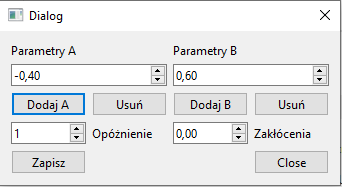 Dialog
Parametry A Parametry B
-0,40 0,60
Dodaj A Usuń Dodaj B Usuń
1 Opóźnienie 0,00 Zakłócenia
Zapisz Close